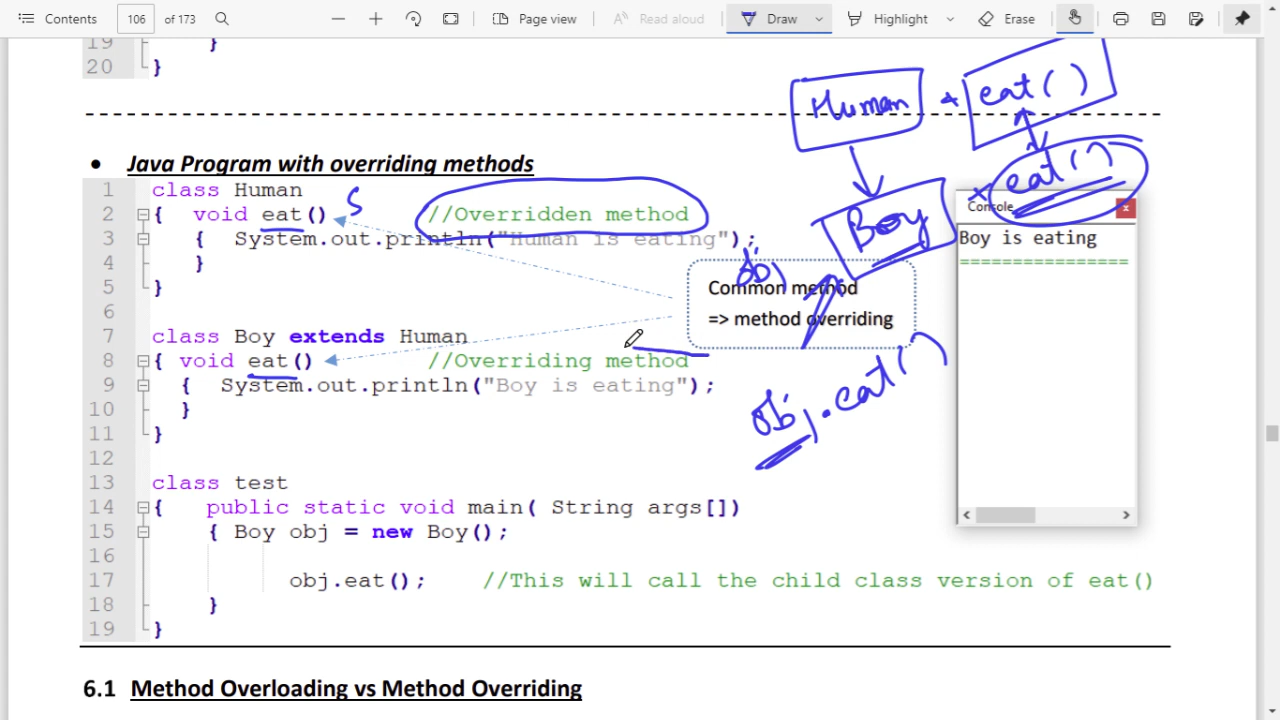 Contents 106 of 173 Page view Read aloud Draw Highlight Erase
19 }
20 }
Human + eat()
+ eat()
Boy
• Java Program with overriding methods
1 class Human
2 { void eat() S //Overridden method
3 { System.out.println("Human is eating");
4 }
5 }
6
7 class Boy extends Human
8 { void eat() //Overriding method
9 { System.out.println("Boy is eating");
10 }
11 }
12
13 class test
14 { public static void main( String args[])
15 { Boy obj = new Boy();
16
17 obj.eat(); //This will call the child class version of eat()
18 }
19 }
obj
Common method
=> method overriding
obj.eat()
Console
Boy is eating
================
6.1 Method Overloading vs Method Overriding